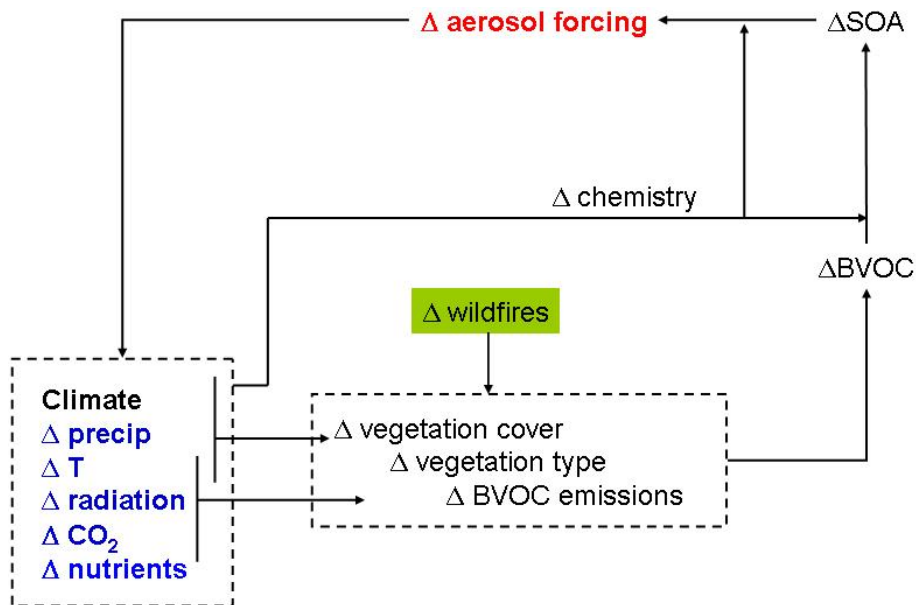 Δ aerosol forcing
ΔSOA
Δ chemistry
ΔBVOC
Δ wildfires
Climate
Δ precip
Δ T
Δ radiation
Δ CO₂
Δ nutrients
Δ vegetation cover
Δ vegetation type
Δ BVOC emissions